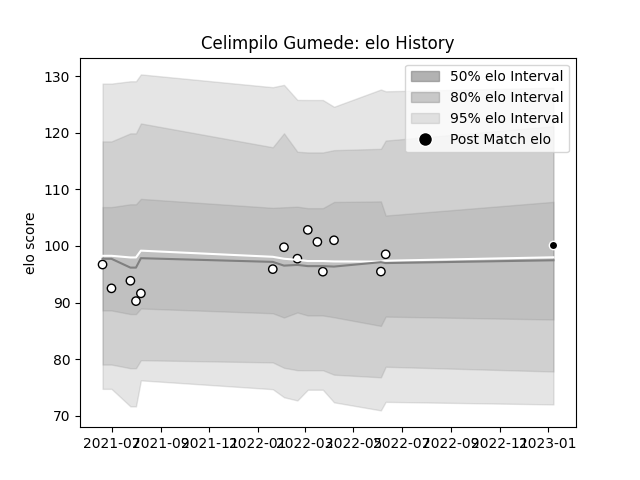 Celimpilo Gumede: elo History
50% elo Interval
80% elo Interval
95% elo Interval
Post Match elo
elo score
130
120
110
100
90
80
70
2021-07 2021-09 2021-11 2022-01 2022-03 2022-05 2022-07 2022-09 2022-11 2023-01